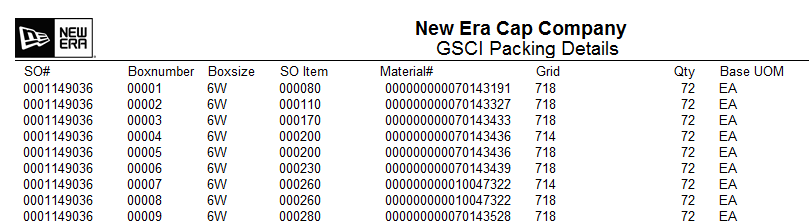 NEW ERA
New Era Cap Company
GSCI Packing Details
SO# Boxnumber Boxsize SO Item Material# Grid Qty Base UOM
0001149036 00001 6W 000080 000000000070143191 718 72 EA
0001149036 00002 6W 000110 000000000070143327 718 72 EA
0001149036 00003 6W 000170 000000000070143433 718 72 EA
0001149036 00004 6W 000200 000000000070143436 714 72 EA
0001149036 00005 6W 000200 000000000070143436 718 72 EA
0001149036 00006 6W 000230 000000000070143439 718 72 EA
0001149036 00007 6W 000260 000000000010047322 714 72 EA
0001149036 00008 6W 000260 000000000010047322 718 72 EA
0001149036 00009 6W 000280 000000000070143528 718 72 EA